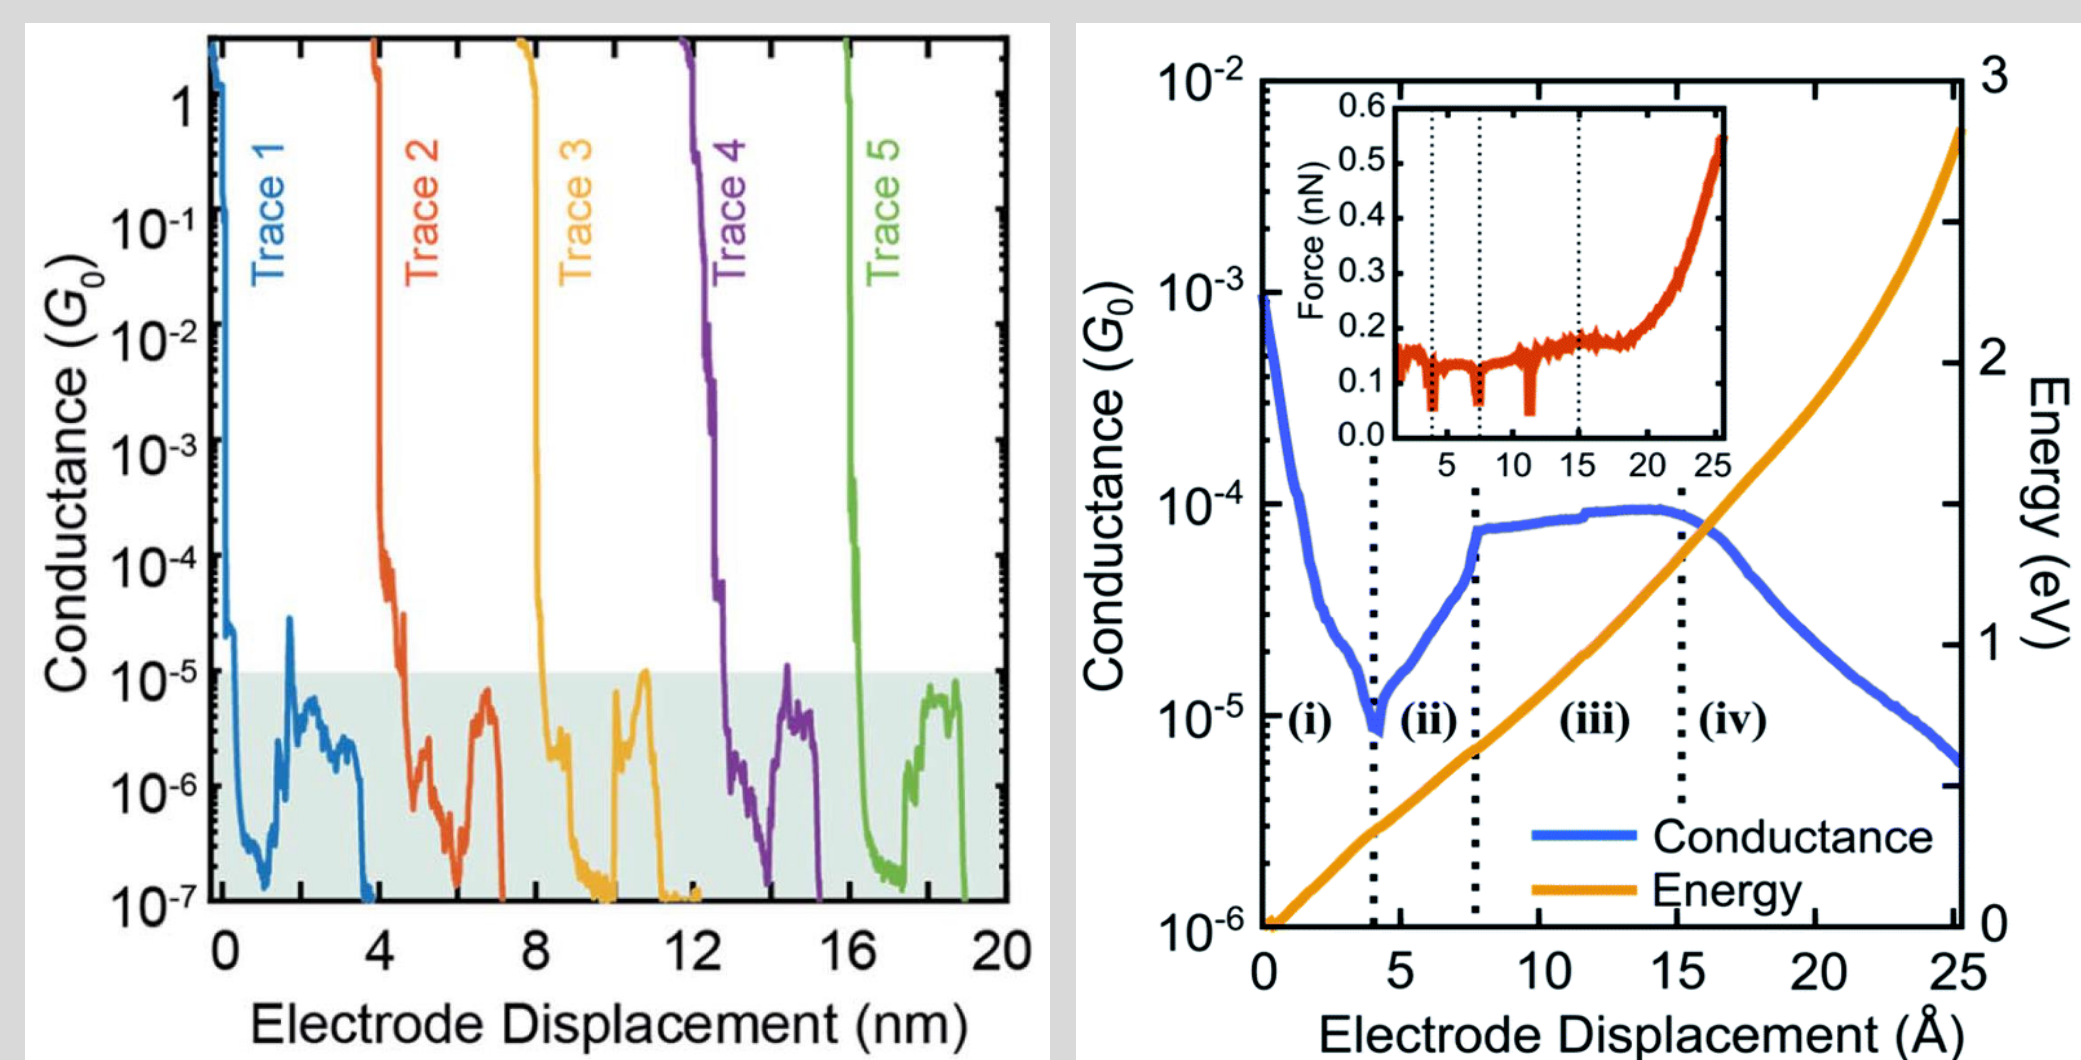 Conductance (G0)
1
10-1
10-2
10-3
10-4
10-5
10-6
10-7
Trace 1
Trace 2
Trace 3
Trace 4
Trace 5
0 4 8 12 16 20
Electrode Displacement (nm)
Conductance (G0)
10-2
10-3
10-4
10-5
10-6
Force (nN)
0.6
0.5
0.4
0.3
0.2
0.1
0.0
5 10 15 20 25
(i) (ii) (iii) (iv)
Conductance
Energy
3
2
1
0
Energy (eV)
0 5 10 15 20 25
Electrode Displacement (Å)